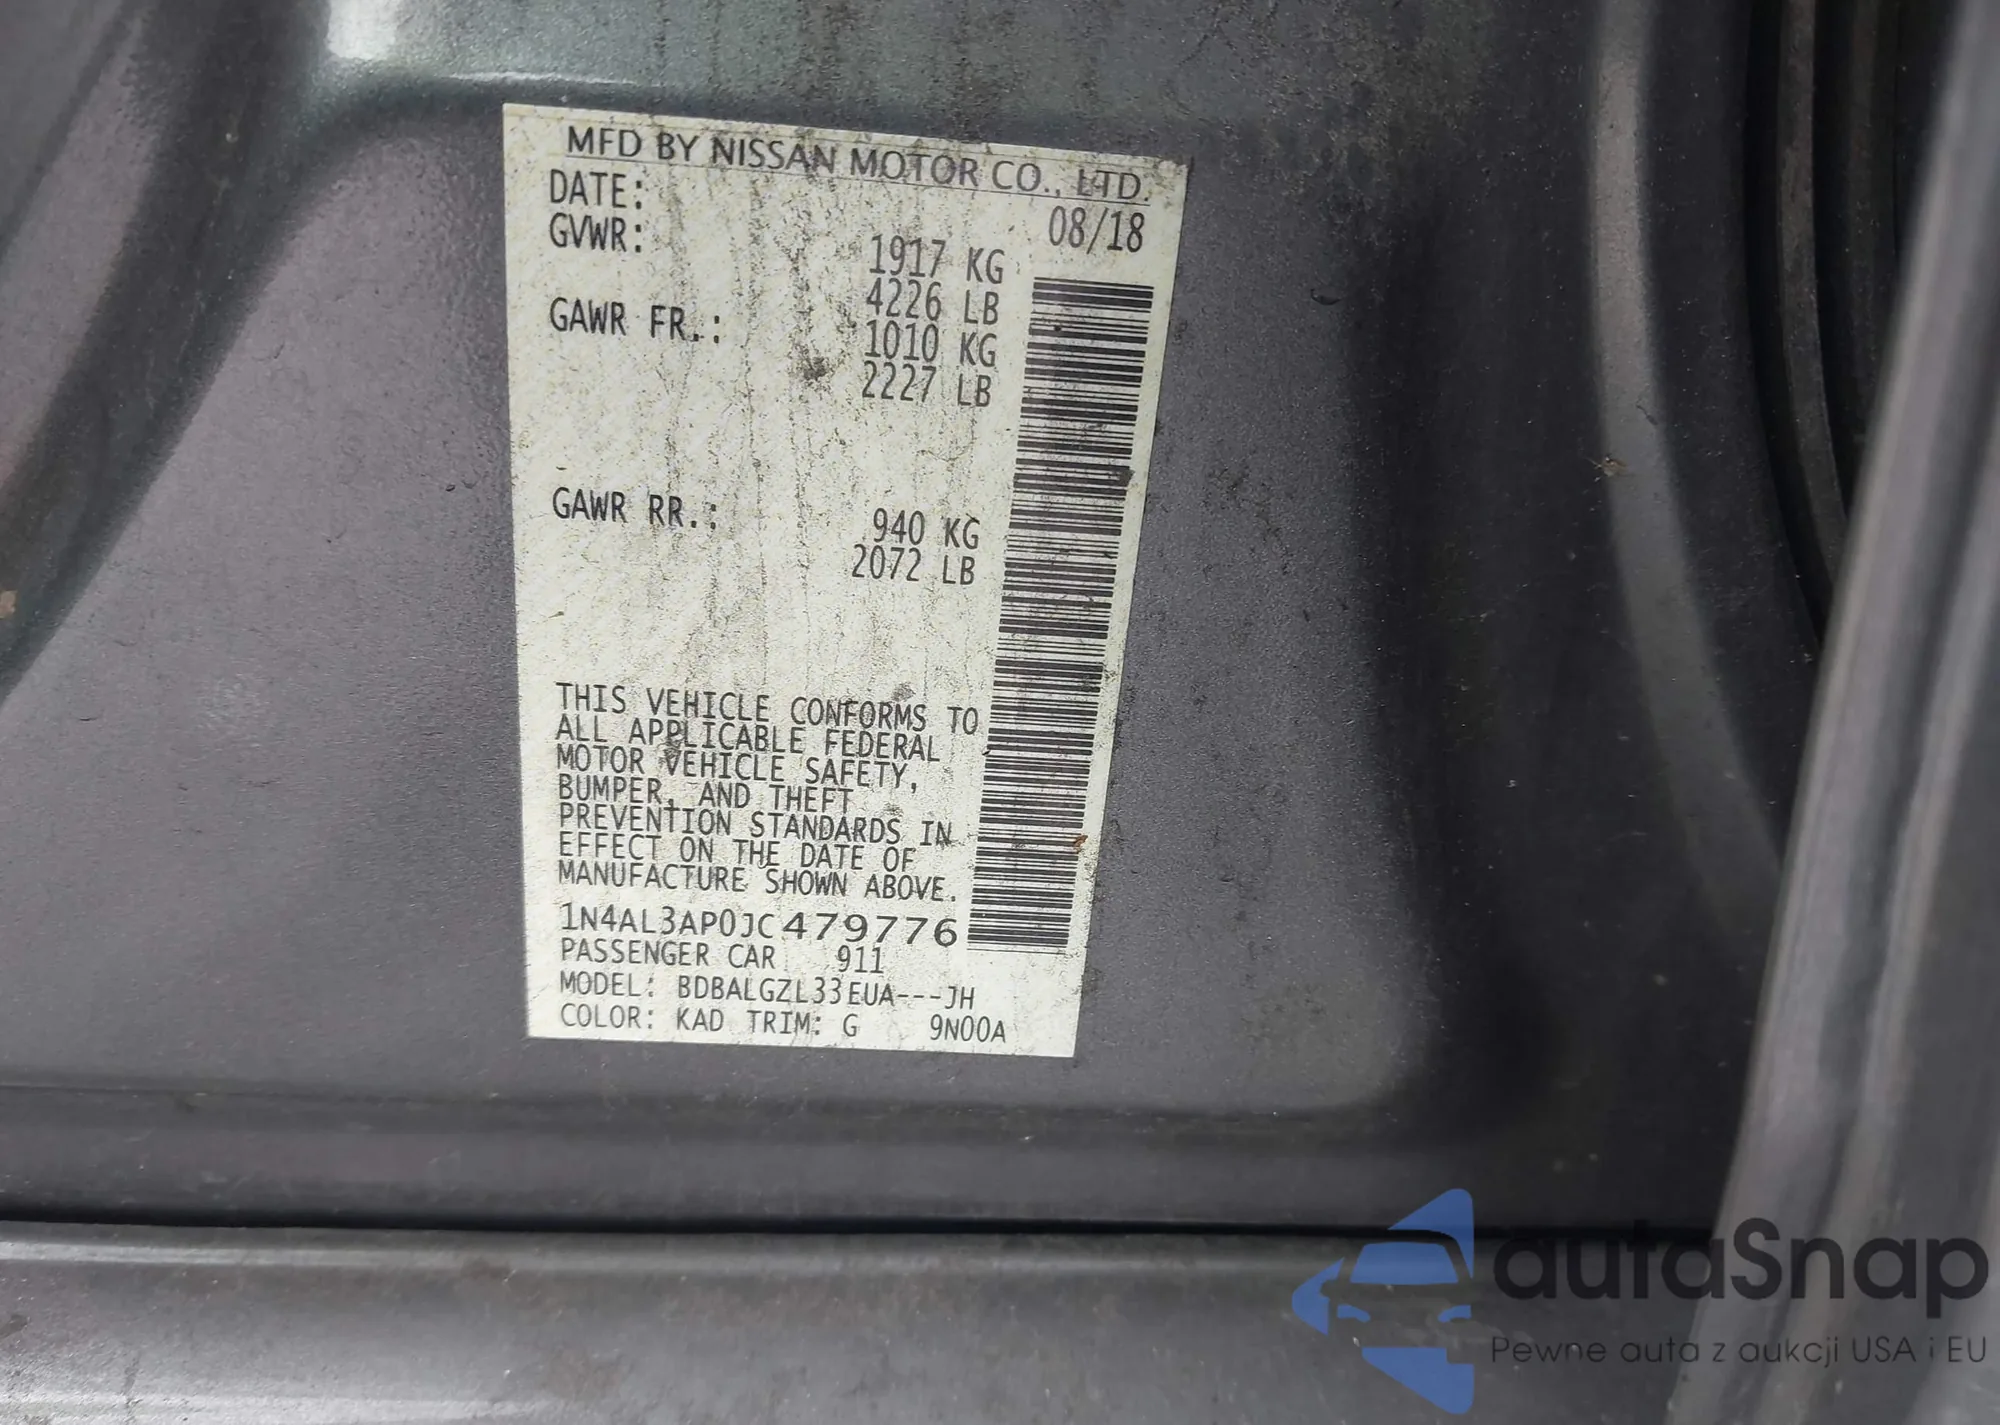 MFD BY NISSAN MOTOR CO., LTD.
DATE: 08/18
GVWR: 1917 KG
4226 LB
GAWR FR.: 1010 KG
2227 LB
GAWR RR.: 940 KG
2072 LB
THIS VEHICLE CONFORMS TO
ALL APPLICABLE FEDERAL
MOTOR VEHICLE SAFETY,
BUMPER, AND THEFT
PREVENTION STANDARDS IN
EFFECT ON THE DATE OF
MANUFACTURE SHOWN ABOVE.
1N4AL3AP0JC479776
PASSENGER CAR 911
MODEL: BDBALGZL33EUA---JH
COLOR: KAD TRIM: G 9N00A
autaSnap
Pewne auta z aukcji USA i EU